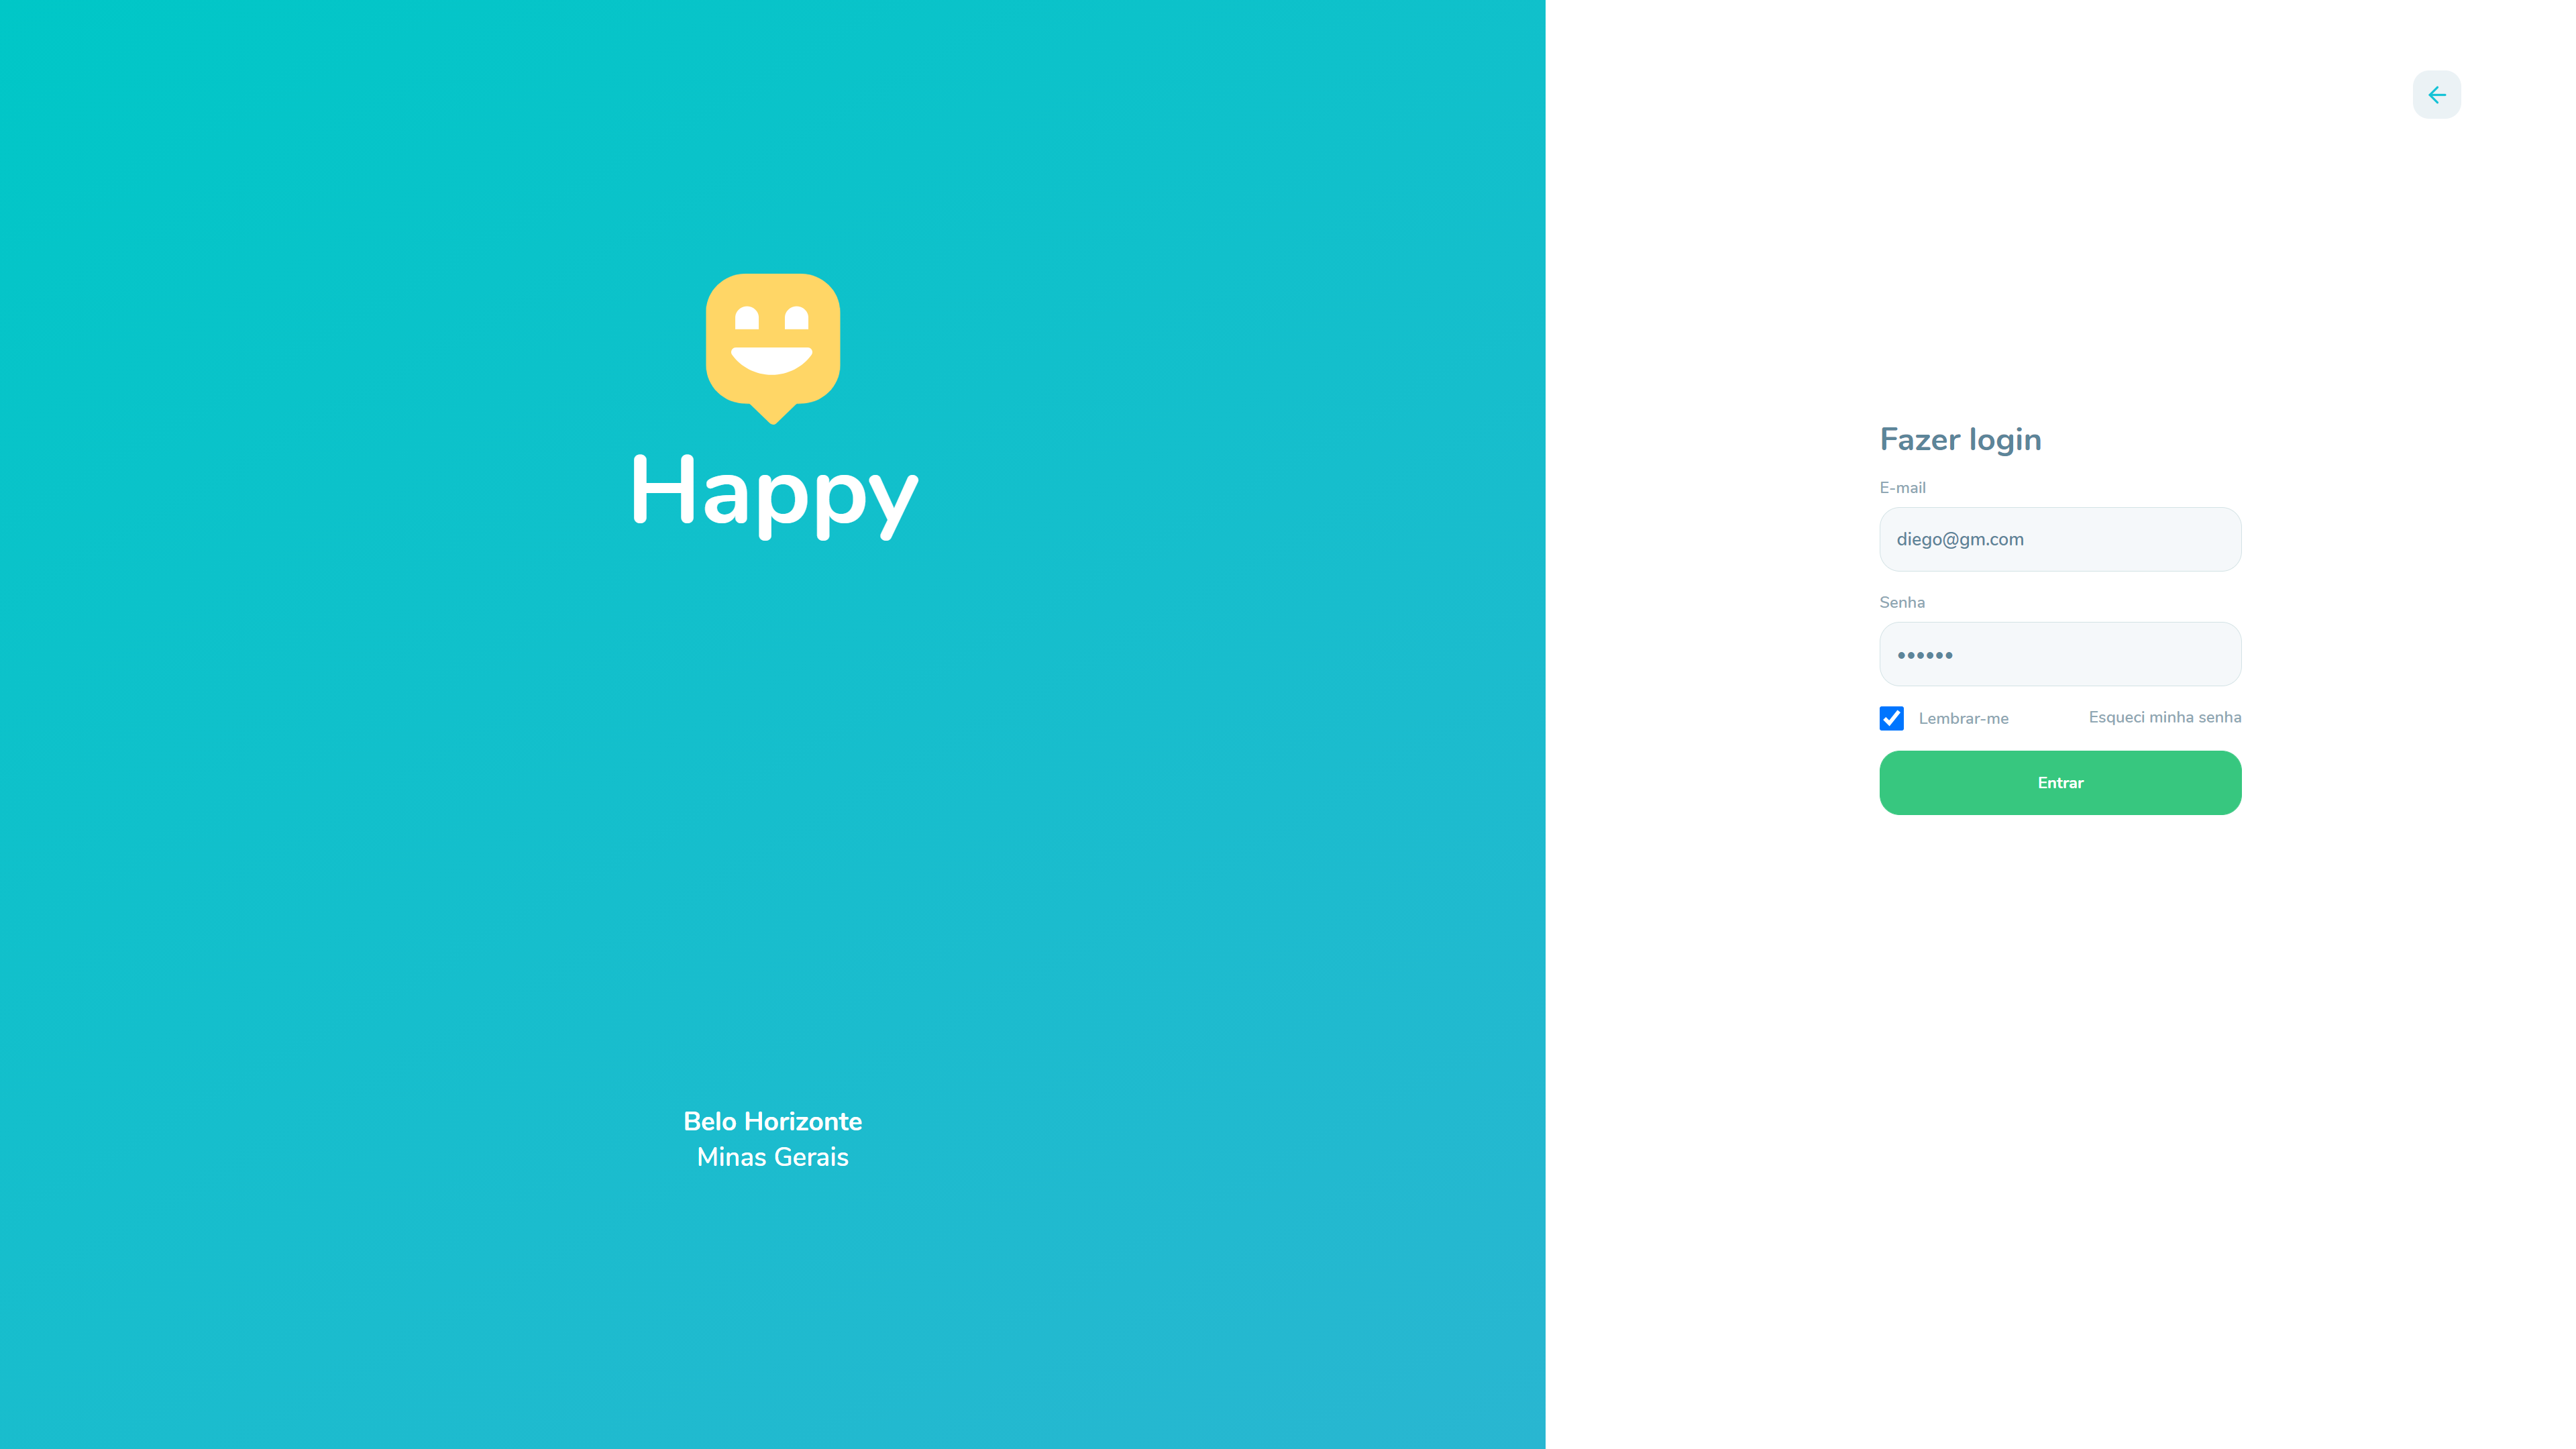 Happy
Belo Horizonte
Minas Gerais
Fazer login
E-mail
diego@gm.com
Senha
••••••
Lembrar-me
Esqueci minha senha
Entrar